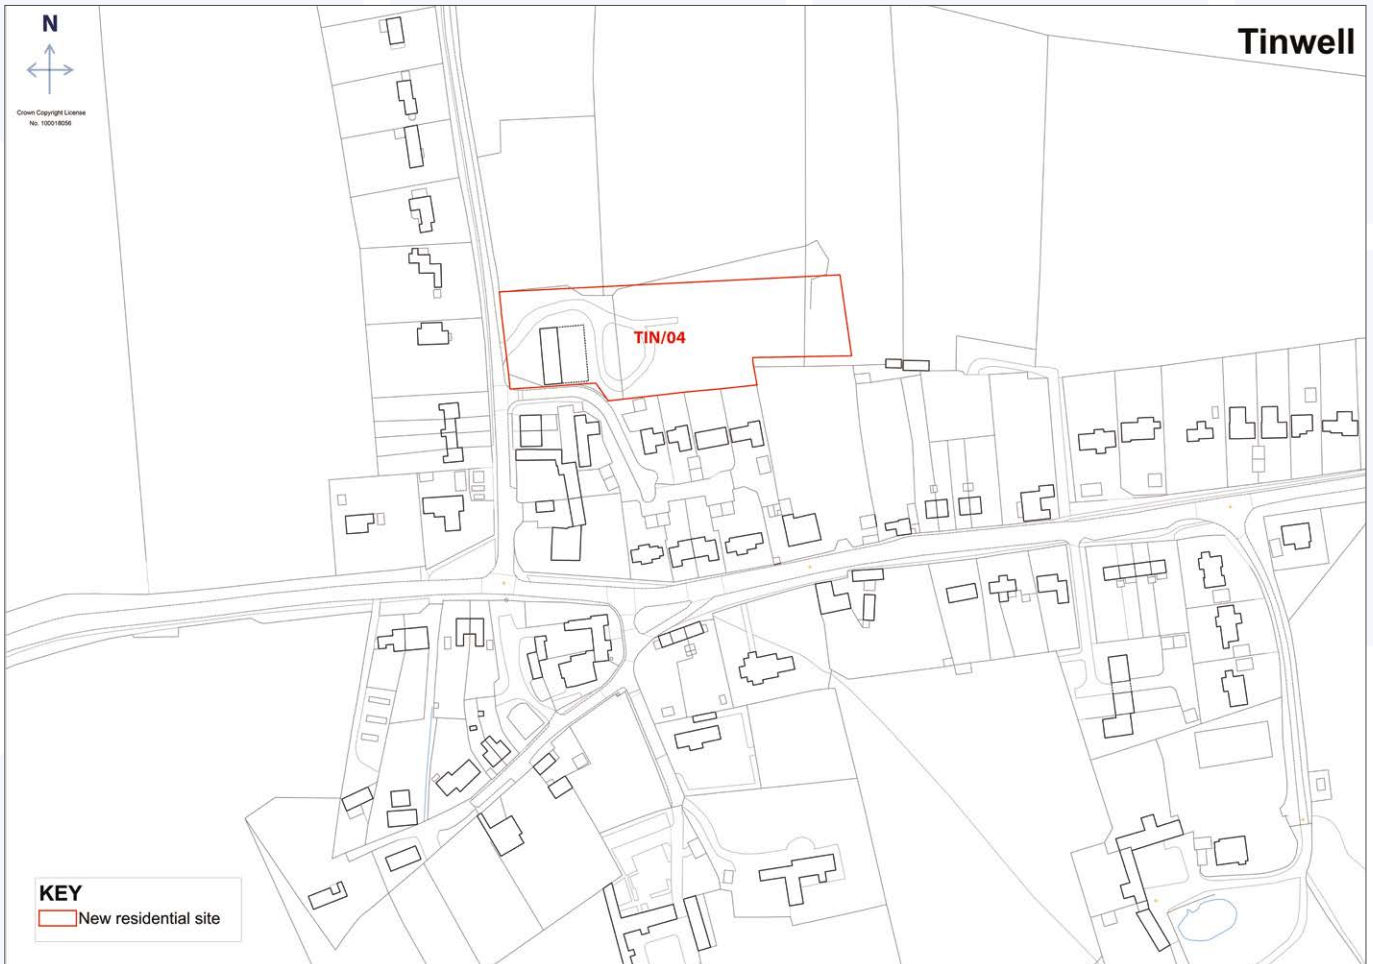 N
Crown Copyright License
No. 100018056
Tinwell
TIN/04
KEY
New residential site